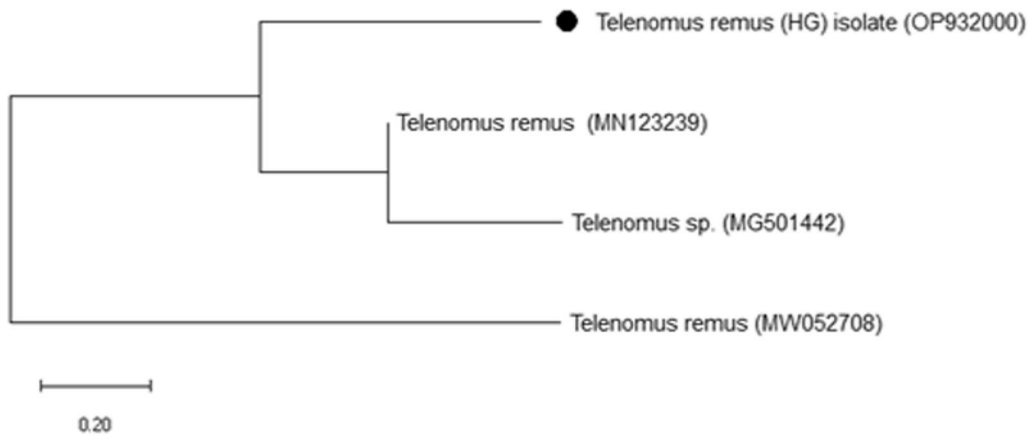 Telenomus remus (HG) isolate (OP932000)
Telenomus remus (MN123239)
Telenomus sp. (MG501442)
Telenomus remus (MW052708)
0.20